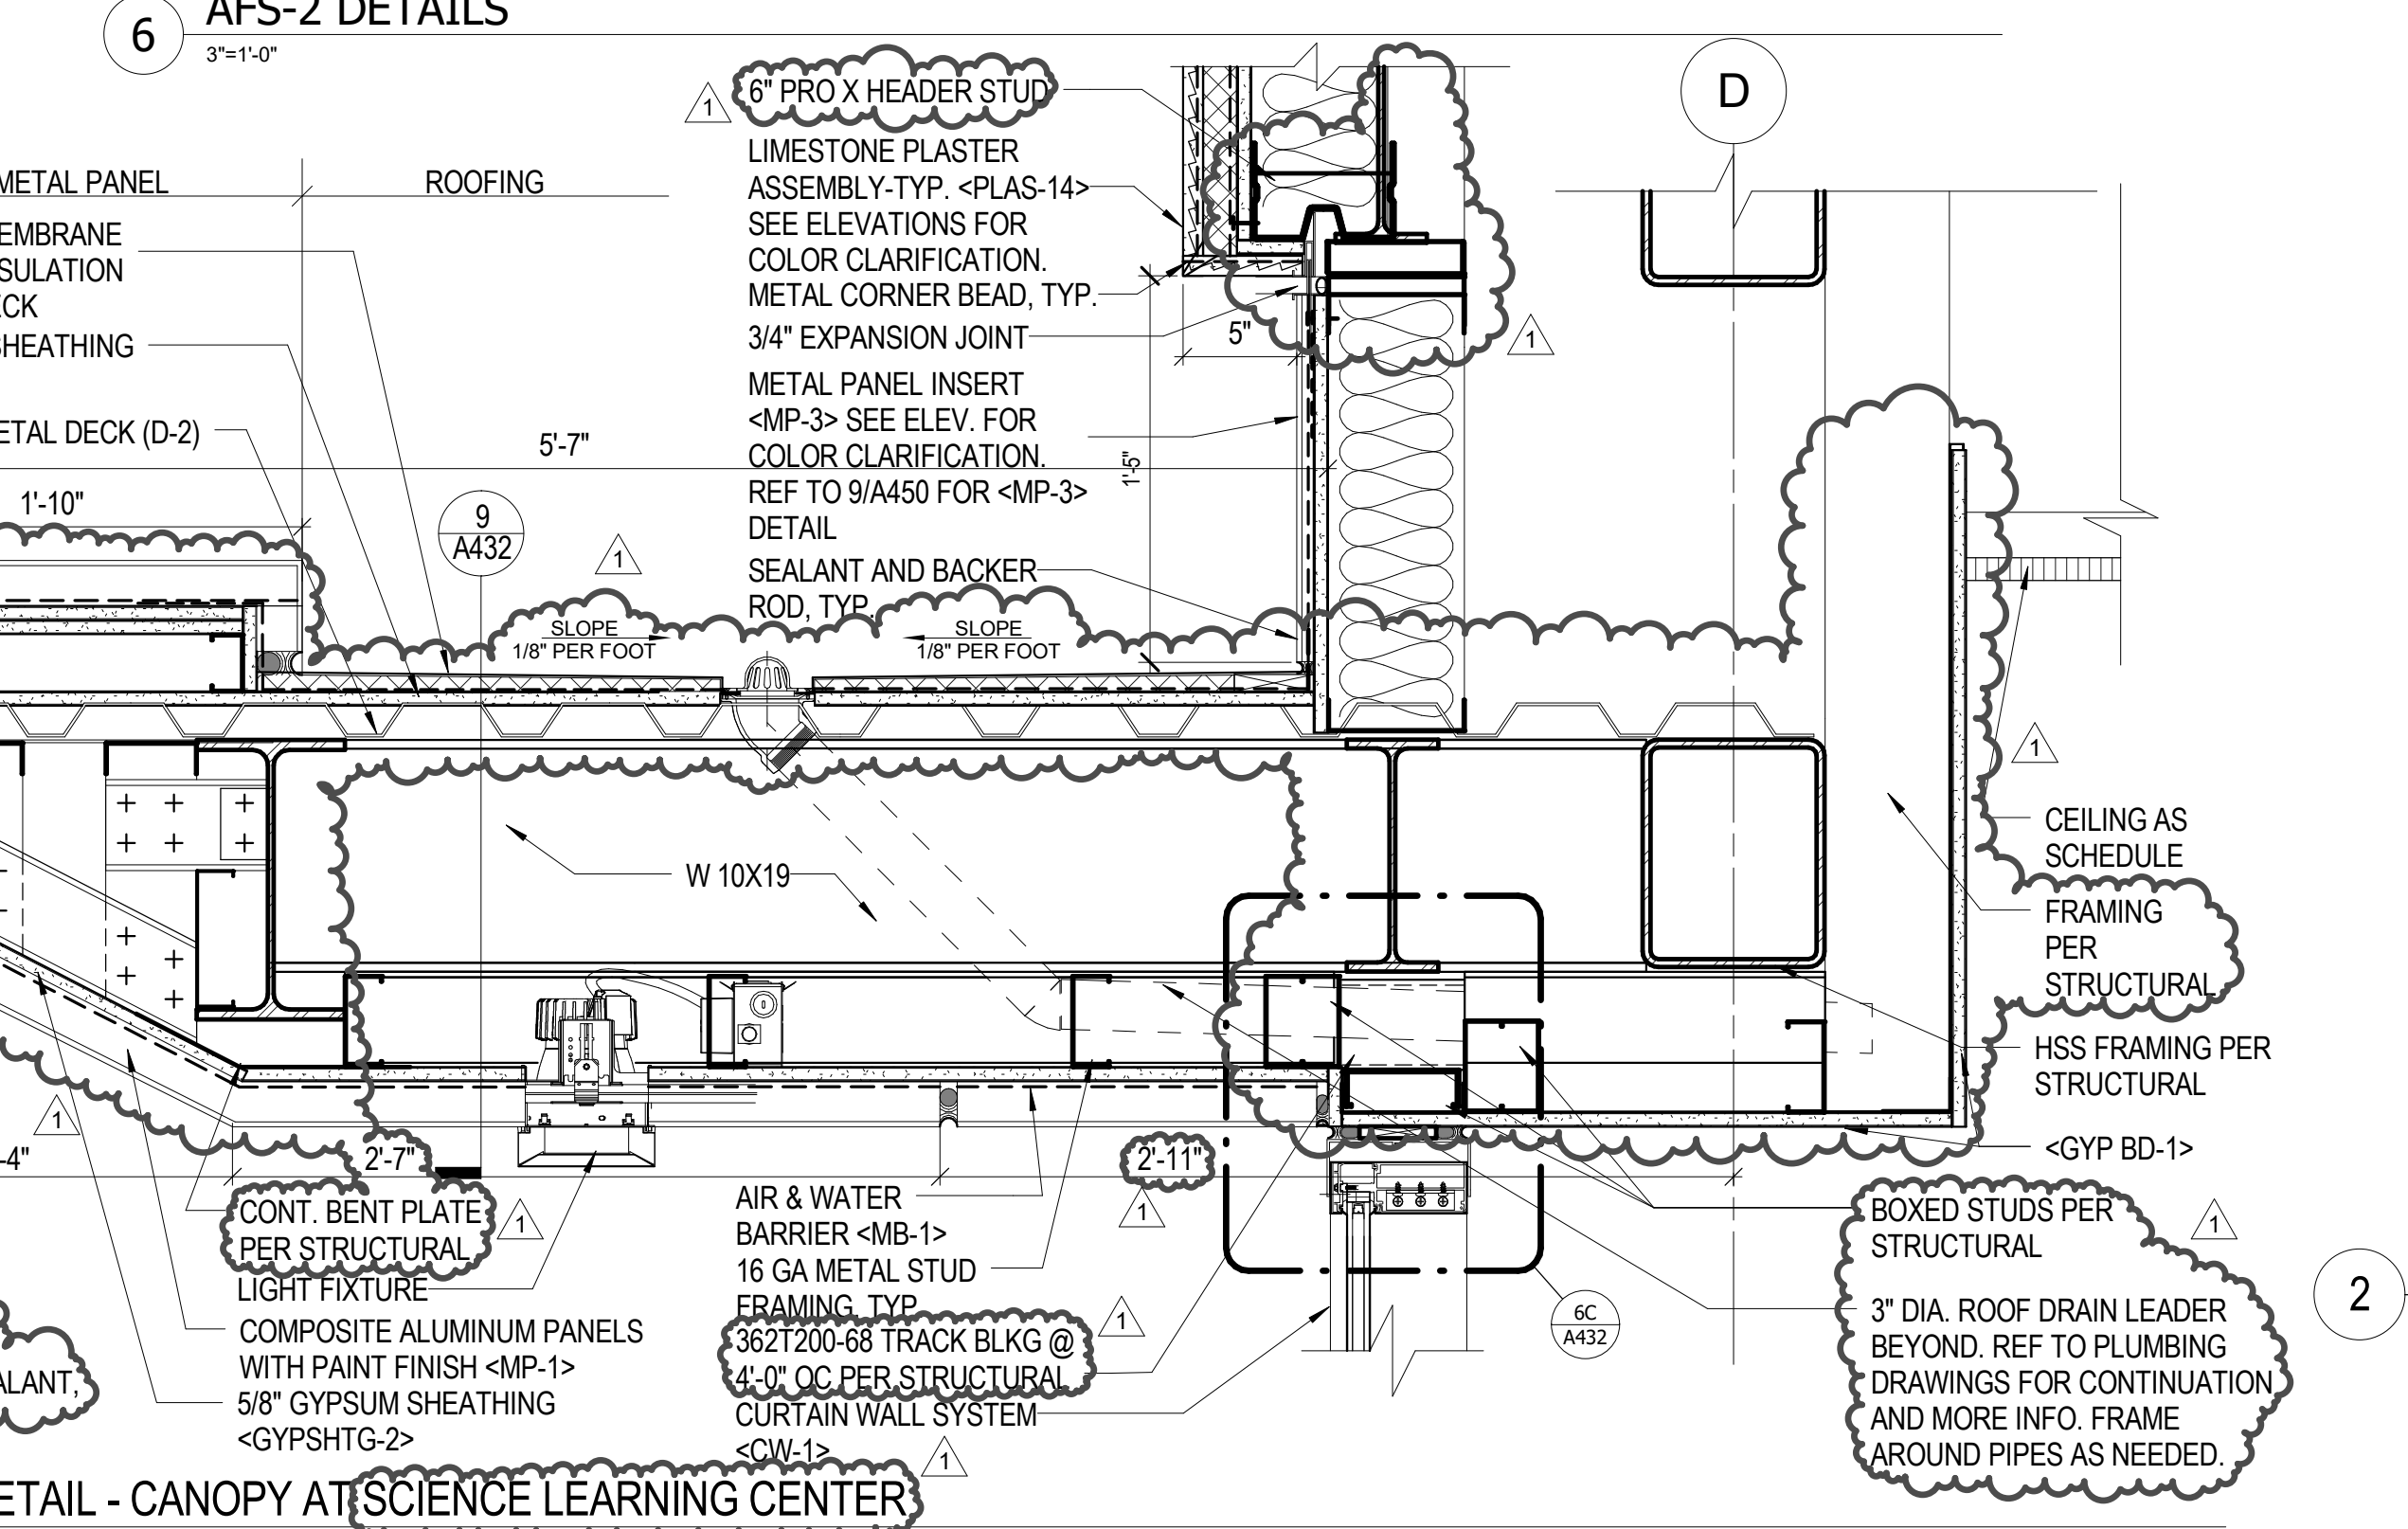 6
AFS-2 DETAILS
3"=1'-0"
1
6" PRO X HEADER STUD
LIMESTONE PLASTER
ASSEMBLY-TYP. <PLAS-14>
SEE ELEVATIONS FOR
COLOR CLARIFICATION.
METAL CORNER BEAD, TYP.
3/4" EXPANSION JOINT
METAL PANEL INSERT
<MP-3> SEE ELEV. FOR
COLOR CLARIFICATION.
REF TO 9/A450 FOR <MP-3>
DETAIL
SEALANT AND BACKER
ROD, TYP.
D
METAL PANEL
ROOFING
EMBRANE
SULATION
CK
SHEATHING
ETAL DECK (D-2)
5'-7"
1'-10"
9
A432
1
5"
1'-5"
1
SLOPE
1/8" PER FOOT
SLOPE
1/8" PER FOOT
W 10X19
1
CEILING AS
SCHEDULE
FRAMING
PER
STRUCTURAL
HSS FRAMING PER
STRUCTURAL
<GYP BD-1>
1
-4"
2'-7"
2'-11"
1
CONT. BENT PLATE
PER STRUCTURAL
1
LIGHT FIXTURE
COMPOSITE ALUMINUM PANELS
WITH PAINT FINISH <MP-1>
5/8" GYPSUM SHEATHING
<GYPSHTG-2>
ALANT,
AIR & WATER
BARRIER <MB-1>
16 GA METAL STUD
FRAMING, TYP
362T200-68 TRACK BLKG @
4'-0" OC PER STRUCTURAL
1
CURTAIN WALL SYSTEM
<CW-1>
1
6C
A432
BOXED STUDS PER
STRUCTURAL
1
3" DIA. ROOF DRAIN LEADER
BEYOND. REF TO PLUMBING
DRAWINGS FOR CONTINUATION
AND MORE INFO. FRAME
AROUND PIPES AS NEEDED.
2
ETAIL - CANOPY AT SCIENCE LEARNING CENTER